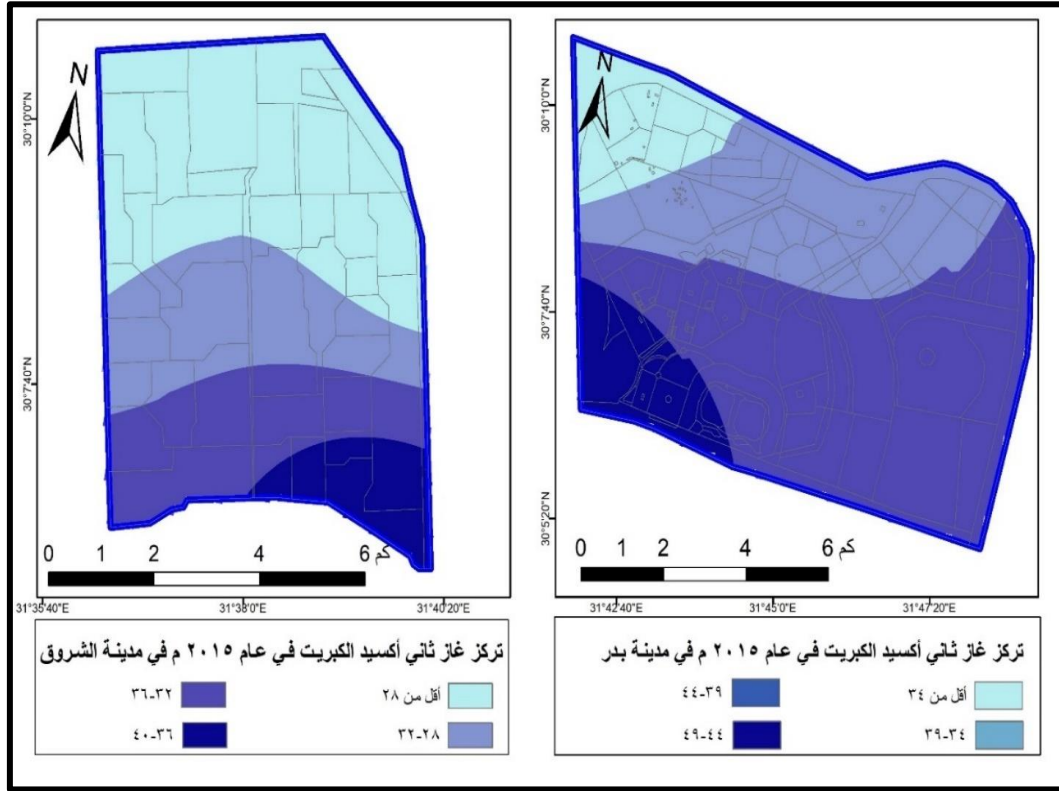 N
30°10'0"N
30°7'40"N
0 1 2 4 6 كم
31°35'40"E 31°38'0"E 31°40'20"E
تركز غاز ثاني أكسيد الكبريت في عام ٢٠١٥ م في مدينة الشروق
أقل من ٢٨
٣٢-٣٦
٢٨-٣٢
٣٦-٤٠
N
30°10'0"N
30°7'40"N
30°5'20"N
0 1 2 4 6 كم
31°42'40"E 31°45'0"E 31°47'20"E
تركز غاز ثاني أكسيد الكبريت في عام ٢٠١٥ م في مدينة بدر
أقل من ٣٤
٣٩-٤٤
٣٤-٣٩
٤٤-٤٩